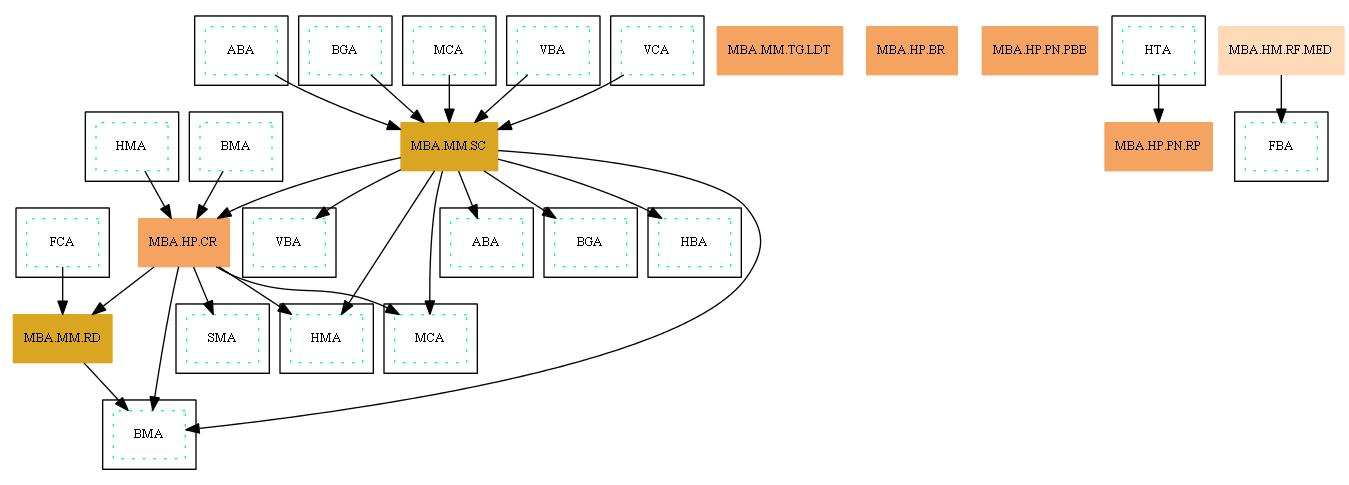 ABA
BGA
MCA
VBA
VCA
MBA.MM.TG.LDT
MBA.HP.BR
MBA.HP.PN.PBB
HTA
MBA.HM.RF.MED
HMA
BMA
MBA.MM.SC
MBA.HP.PN.RP
FBA
FCA
MBA.HP.CR
VBA
ABA
BGA
HBA
MBA.MM.RD
SMA
HMA
MCA
BMA